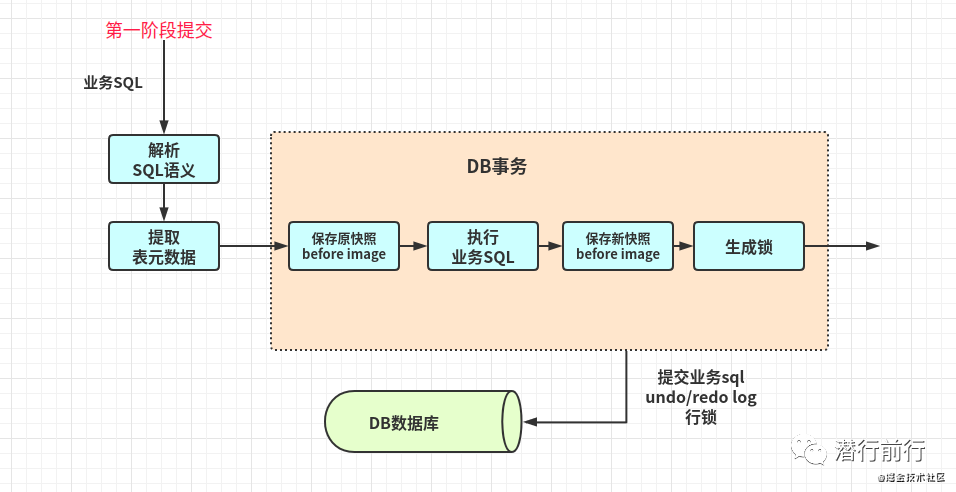 第一阶段提交
业务SQL
解析
SQL语义
DB事务
提取
表元数据
保存原快照
before image
执行
业务SQL
保存新快照
before image
生成锁
提交业务sql
undo/redo log
行锁
DB数据库
潜行前行
@掘金技术社区